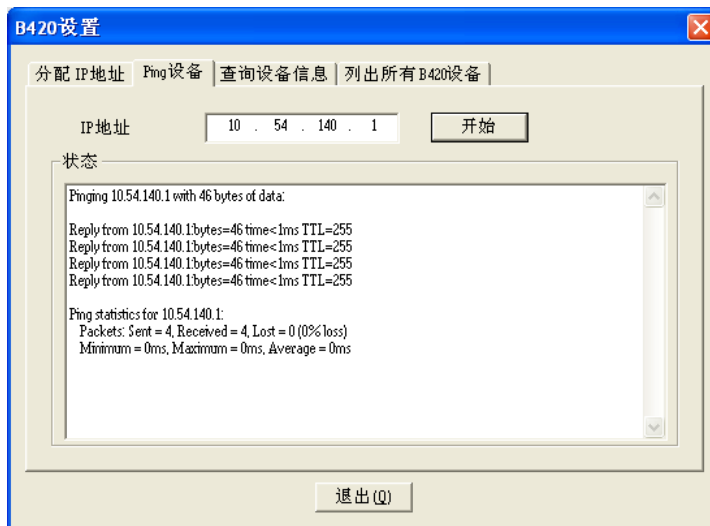 B420设置
分配 IP地址 Ping设备 查询设备信息 列出所有B420设备
IP地址 10 . 54 . 140 . 1 开始
状态
Pinging 10.54.140.1 with 46 bytes of data:
Reply from 10.54.140.1:bytes=46 time<1ms TTL=255
Reply from 10.54.140.1:bytes=46 time<1ms TTL=255
Reply from 10.54.140.1:bytes=46 time<1ms TTL=255
Reply from 10.54.140.1:bytes=46 time<1ms TTL=255
Ping statistics for 10.54.140.1:
Packets: Sent = 4, Received = 4, Lost = 0 (0% loss)
Minimum = 0ms, Maximum = 0ms, Average = 0ms
退出(Q)